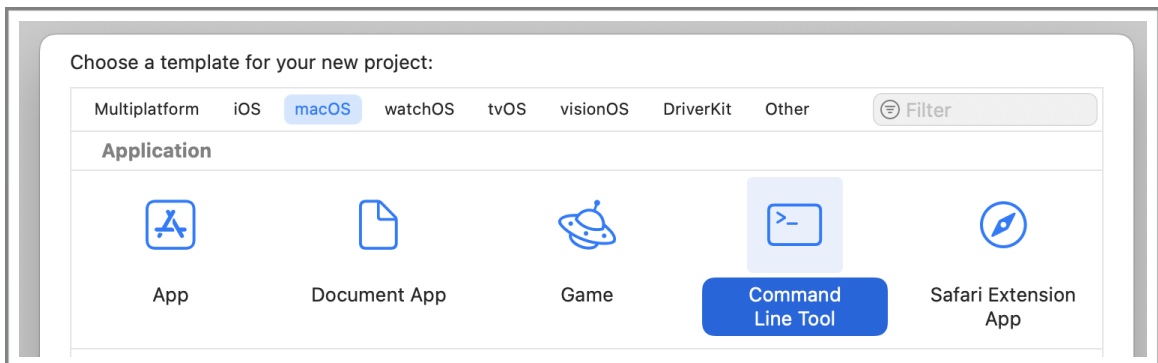 Choose a template for your new project:
Multiplatform iOS macOS watchOS tvOS visionOS DriverKit Other Filter
Application
App Document App Game Command Line Tool Safari Extension App